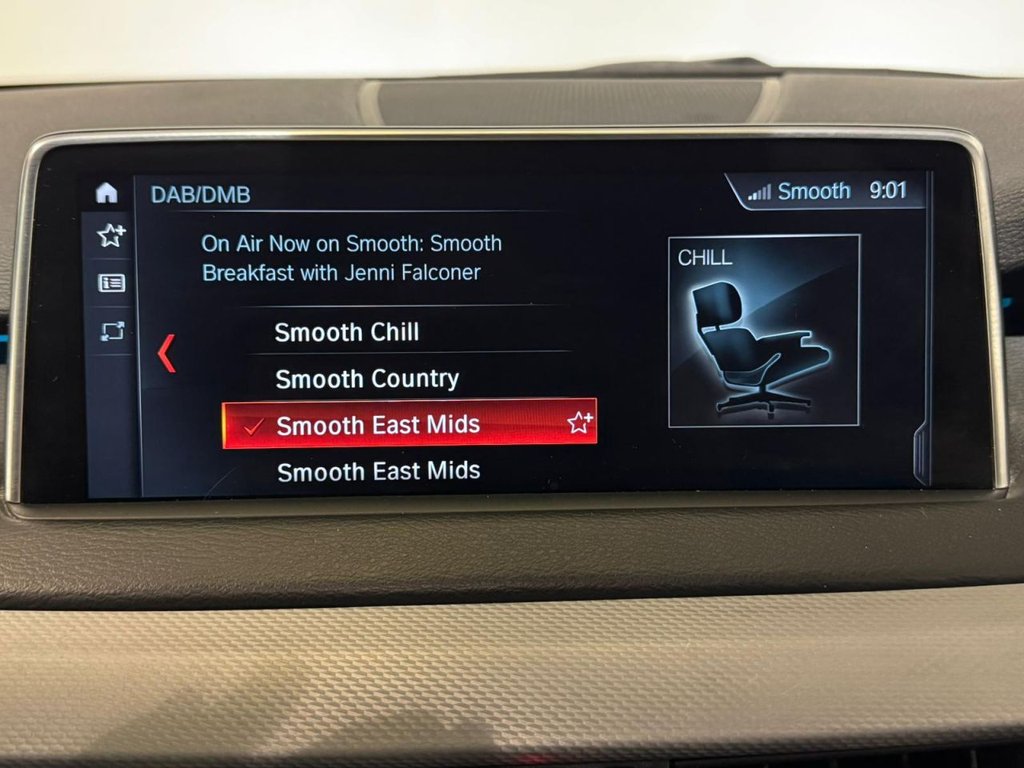 DAB/DMB
Smooth 9:01
On Air Now on Smooth: Smooth
Breakfast with Jenni Falconer
CHILL
Smooth Chill
Smooth Country
Smooth East Mids
Smooth East Mids